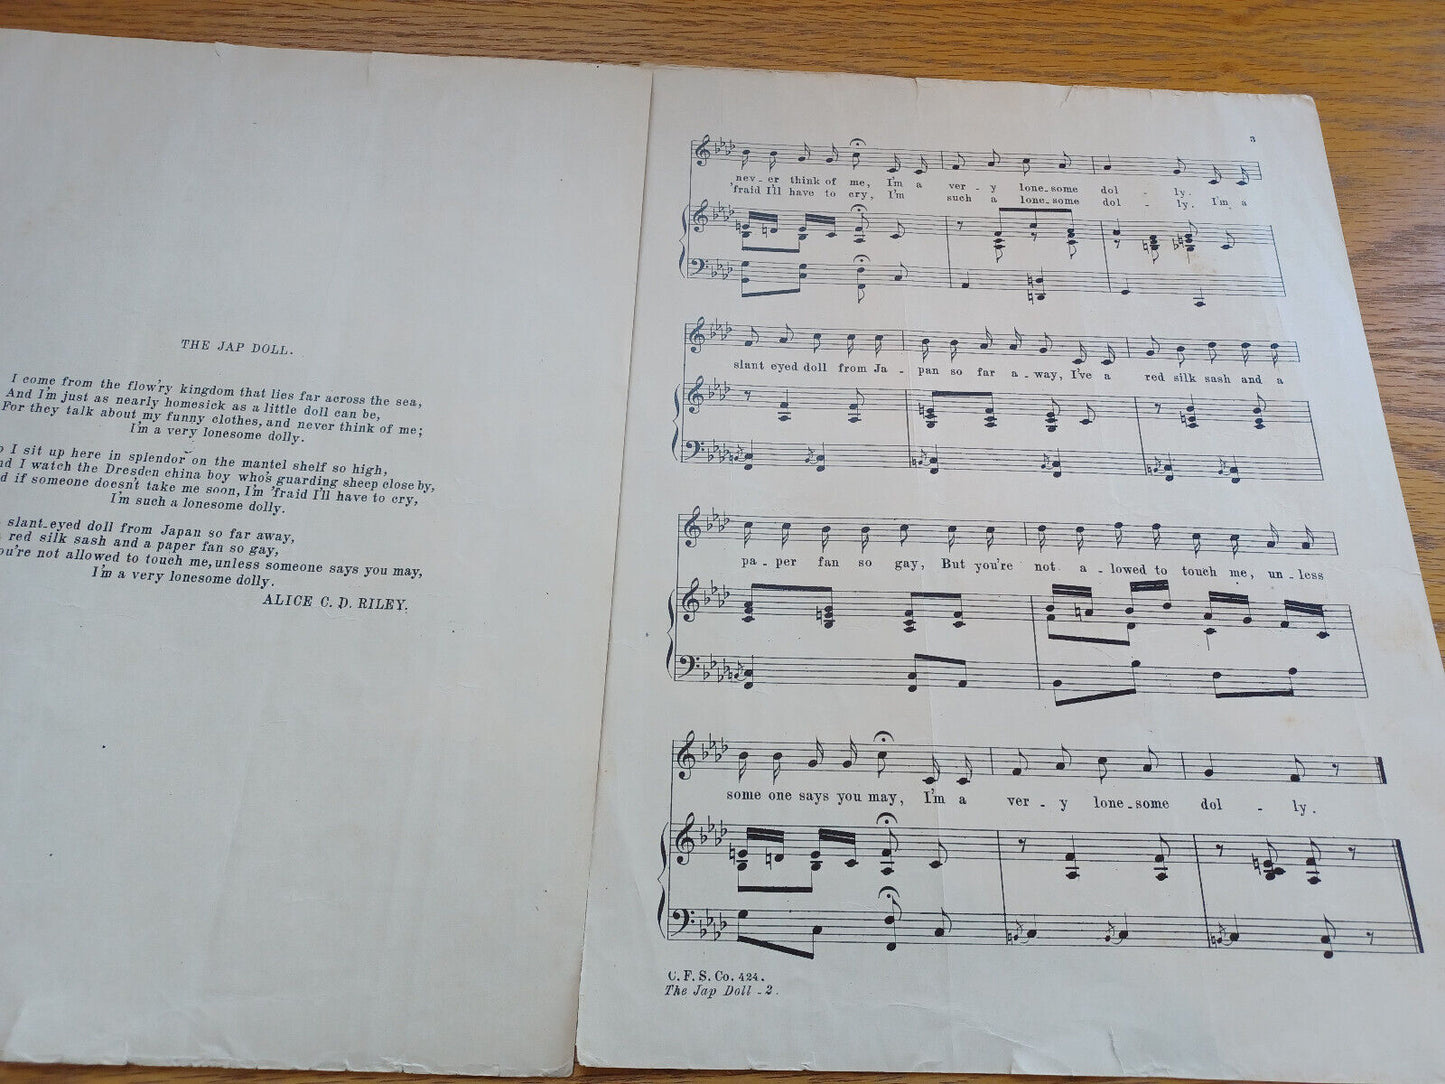 THE JAP DOLL.
I come from the flow'ry kingdom that lies far across the sea,
And I'm just as nearly homesick as a little doll can be,
For they talk about my funny clothes, and never think of me;
I'm a very lonesome dolly.
I sit up here in splendor on the mantel shelf so high,
I watch the Dresden china boy who's guarding sheep close by,
if someone doesn't take me soon, I'm 'fraid I'll have to cry,
I'm such a lonesome dolly.
slant-eyed doll from Japan so far away,
red silk sash and a paper fan so gay,
you're not allowed to touch me, unless someone says you may,
I'm a very lonesome dolly.
ALICE C. D. RILEY.
3
nev - er think of me, I'm a ver - y lone-some dol - ly.
'fraid I'll have to cry, I'm such a lone-some dol - ly. I'm a
slant eyed doll from Ja - pan so far a - way, I've a red silk sash and a
pa - per fan so gay, But you're not a - lowed to touch me, un - less
some one says you may, I'm a ver - y lone-some dol - ly.
C. F. S. Co. 424.
The Jap Doll - 2.